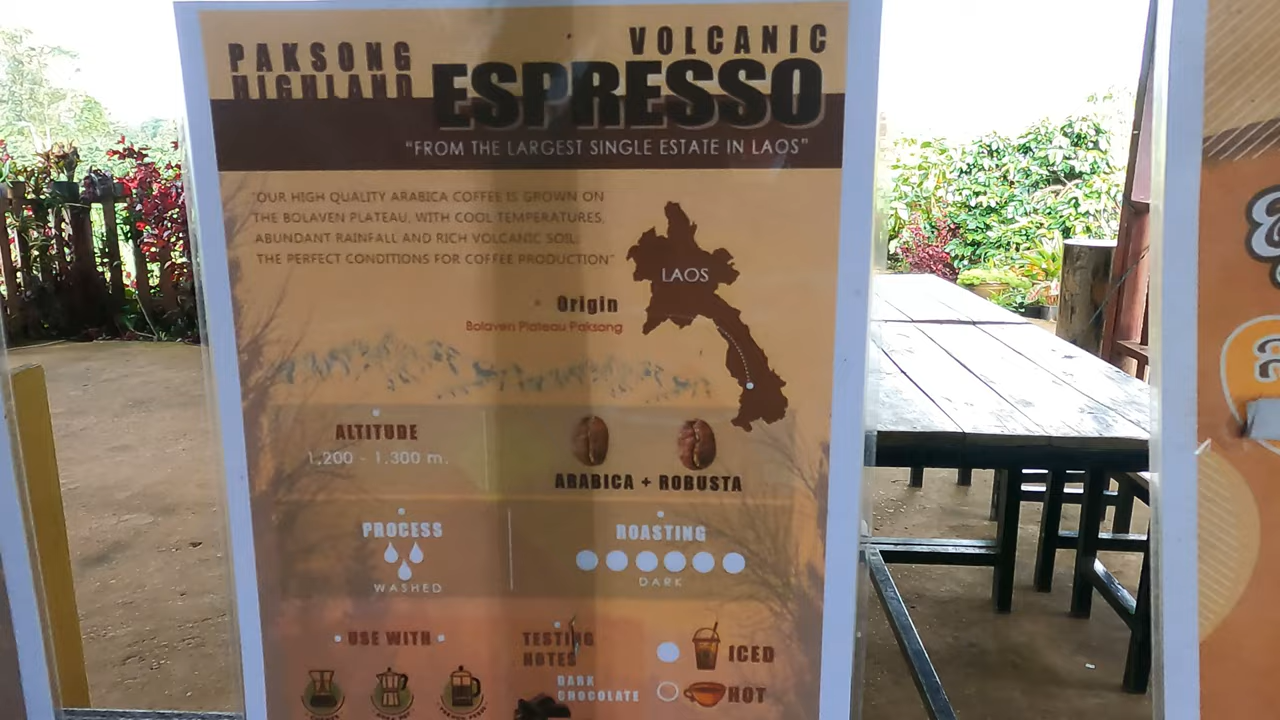 PAKSONG
HIGHLAND
VOLCANIC
ESPRESSO
"FROM THE LARGEST SINGLE ESTATE IN LAOS"
"OUR HIGH QUALITY ARABICA COFFEE IS GROWN ON
THE BOLAVEN PLATEAU, WITH COOL TEMPERATURES,
ABUNDANT RAINFALL AND RICH VOLCANIC SOIL:
THE PERFECT CONDITIONS FOR COFFEE PRODUCTION"
LAOS
Origin
Bolaven Plateau Paksong
ALTITUDE
1,200 - 1,300 m.
ARABICA + ROBUSTA
PROCESS
WASHED
ROASTING
DARK
USE WITH
TESTING
NOTES
DARK
CHOCOLATE
ICED
HOT